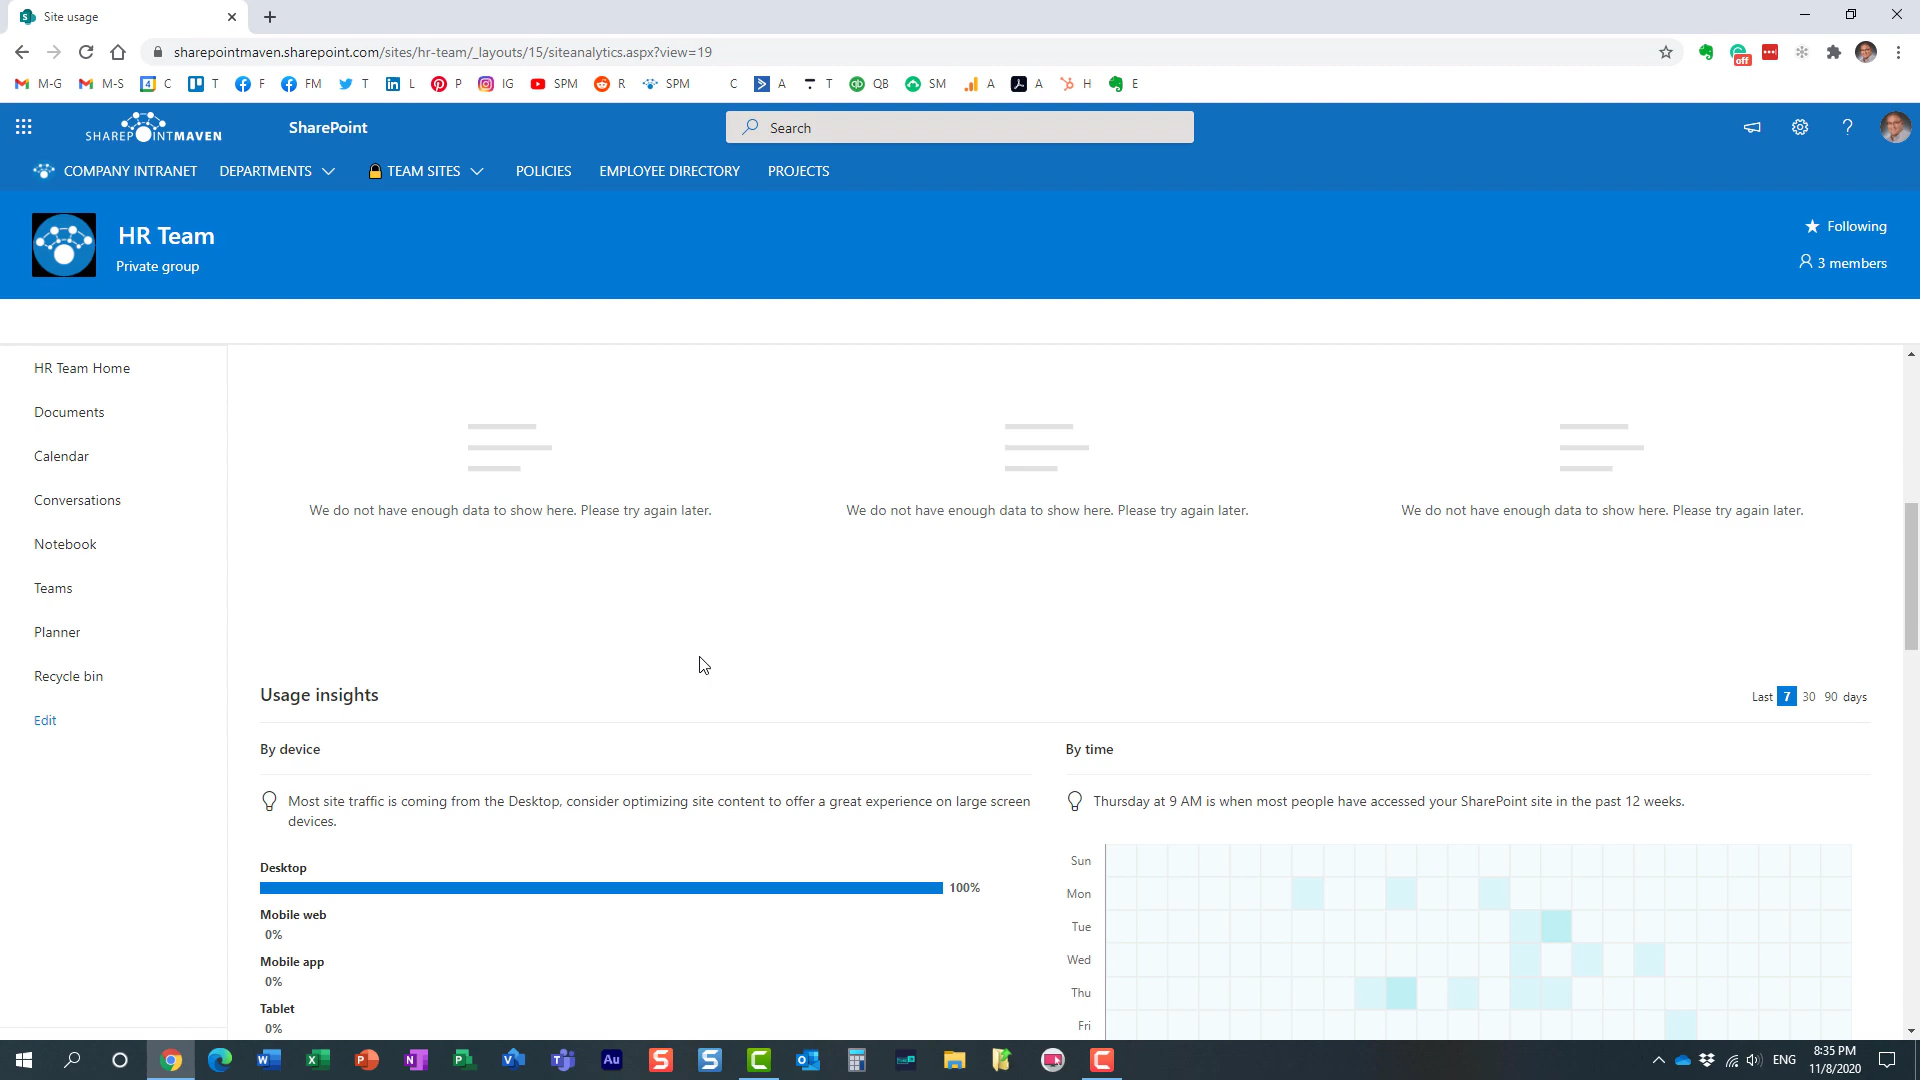 Site usage
sharepointmaven.sharepoint.com/sites/hr-team/_layouts/15/siteanalytics.aspx?view=19
off
M-G M-S 4 C T F FM T L P IG SPM R SPM C A T QB SM A A H E
SHAREPOINTMAVEN SharePoint Search ?
COMPANY INTRANET DEPARTMENTS TEAM SITES POLICIES EMPLOYEE DIRECTORY PROJECTS
HR Team
Private group
Following
3 members
HR Team Home
Documents
Calendar
Conversations
Notebook
Teams
Planner
Recycle bin
Edit
We do not have enough data to show here. Please try again later.
We do not have enough data to show here. Please try again later.
We do not have enough data to show here. Please try again later.
Usage insights
Last 7 30 90 days
By device
Most site traffic is coming from the Desktop, consider optimizing site content to offer a great experience on large screen
devices.
Desktop
100%
Mobile web
0%
Mobile app
0%
Tablet
0%
By time
Thursday at 9 AM is when most people have accessed your SharePoint site in the past 12 weeks.
Sun
Mon
Tue
Wed
Thu
Fri
ENG
8:35 PM
11/8/2020